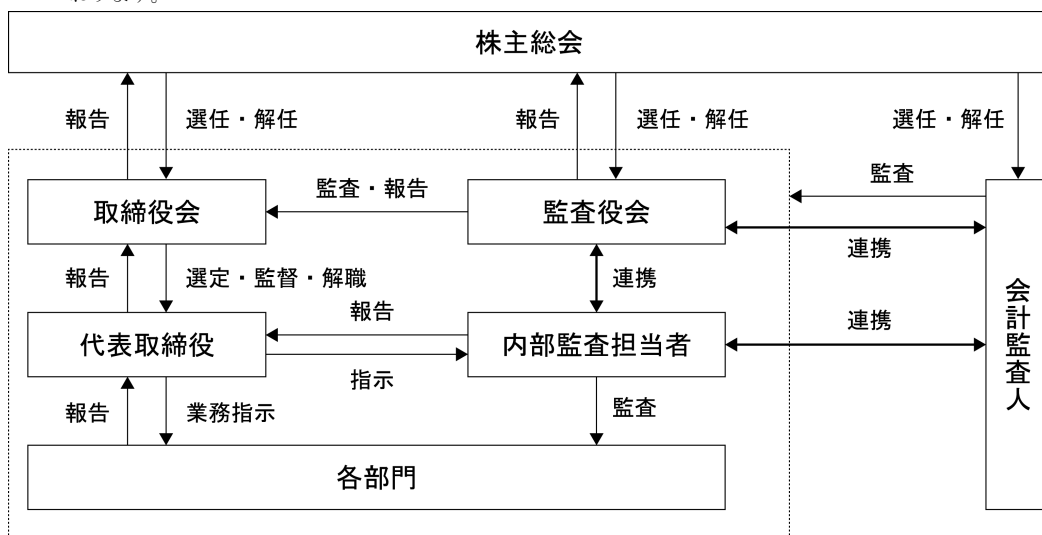 おります。
株主総会
報告
選任・解任
報告
選任・解任
選任・解任
監査
取締役会
監査・報告
監査役会
連携
報告
選定・監督・解職
連携
報告
連携
代表取締役
内部監査担当者
会計監査人
指示
報告
業務指示
監査
各部門